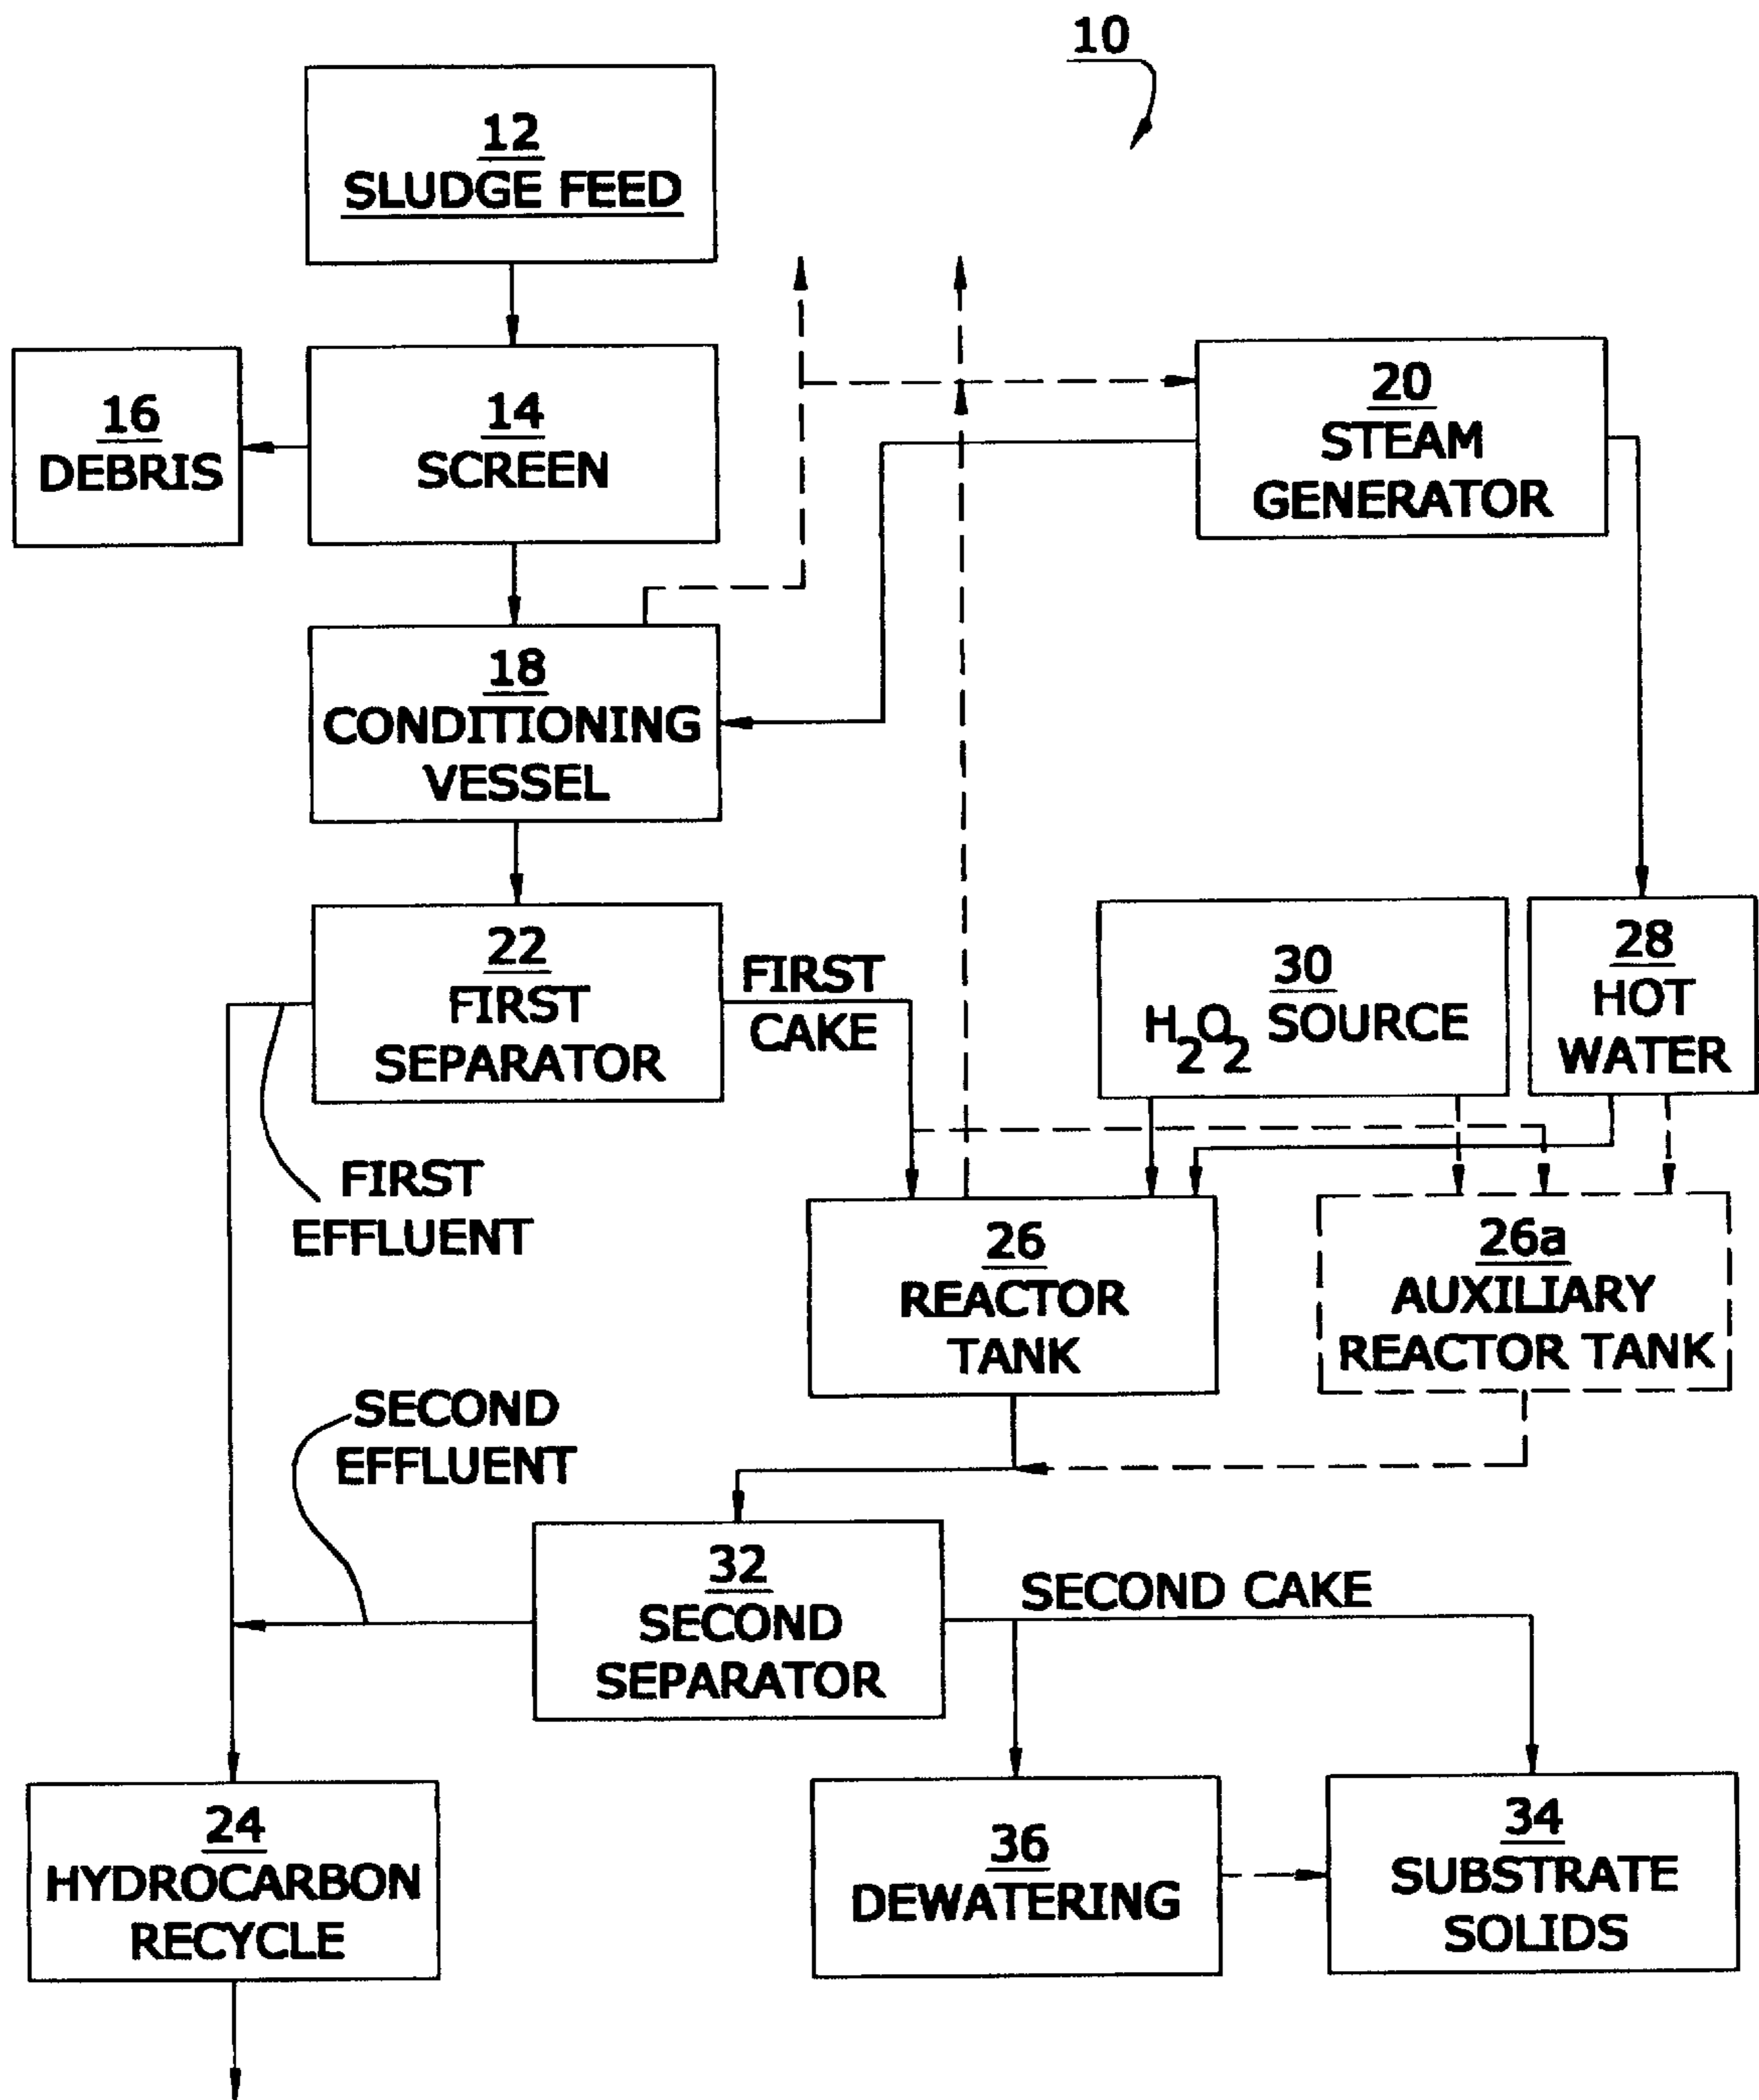 10
12
SLUDGE FEED
16
DEBRIS
14
SCREEN
20
STEAM
GENERATOR
18
CONDITIONING
VESSEL
22
FIRST
SEPARATOR
FIRST
CAKE
30
H2O2 SOURCE
28
HOT
WATER
FIRST
EFFLUENT
26
REACTOR
TANK
26a
AUXILIARY
REACTOR TANK
SECOND
EFFLUENT
32
SECOND
SEPARATOR
SECOND CAKE
24
HYDROCARBON
RECYCLE
36
DEWATERING
34
SUBSTRATE
SOLIDS